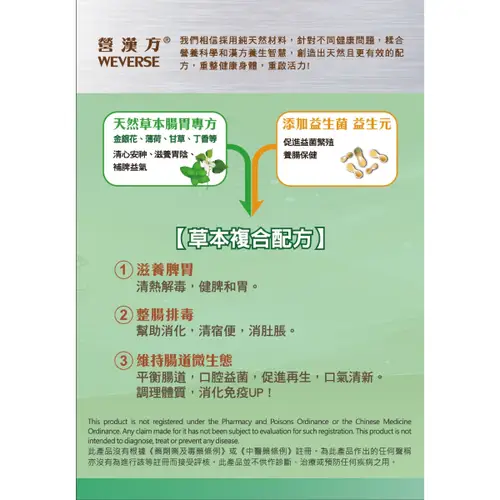 營漢方®
WEVERSE
我們相信採用純天然材料，針對不同健康問題，糅合
營養科學和漢方養生智慧，創造出天然且更有效的配
方，重整健康身體，重啟活力!
天然草本腸胃專方
金銀花、薄荷、甘草、丁香等
清心安神、滋養胃陰、
補脾益氣
添加益生菌 益生元
促進益菌繁殖
養腸保健
【草本複合配方】
① 滋養脾胃
清熱解毒，健脾和胃。
② 整腸排毒
幫助消化，清宿便，消肚脹。
③ 維持腸道微生態
平衡腸道，口腔益菌，促進再生，口氣清新。
調理體質，消化免疫UP！
This product is not registered under the Pharmacy and Poisons Ordinance or the Chinese Medicine
Ordinance. Any claim made for it has not been subject to evaluation for such registration. This product is not
intended to diagnose, treat or prevent any disease.
此產品沒有根據《藥劑業及毒藥條例》或《中醫藥條例》註冊。為此產品作出的任何聲稱
亦沒有為進行該等註冊而接受評核。此產品並不供作診斷、治療或預防任何疾病之用。